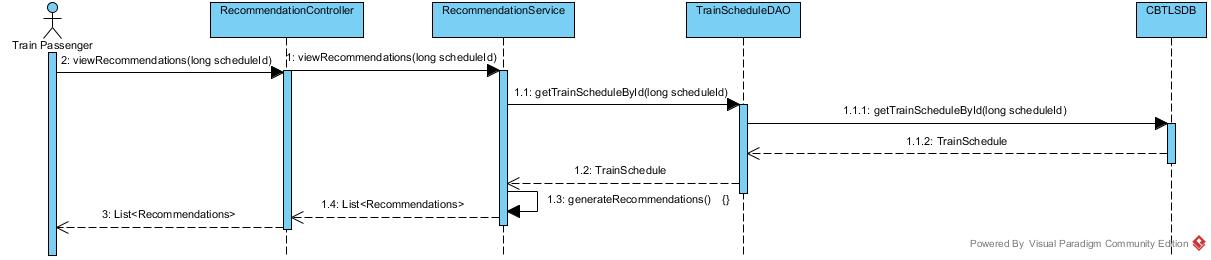 RecommendationController
RecommendationService
TrainScheduleDAO
CBTLSDB
Train Passenger
2: viewRecommendations(long scheduleId)
1: viewRecommendations(long scheduleId)
1.1: getTrainScheduleById(long scheduleId)
1.1.1: getTrainScheduleById(long scheduleId)
1.1.2: TrainSchedule
1.2: TrainSchedule
1.3: generateRecommendations() {}
1.4: List<Recommendations>
3: List<Recommendations>
Powered By Visual Paradigm Community Edition